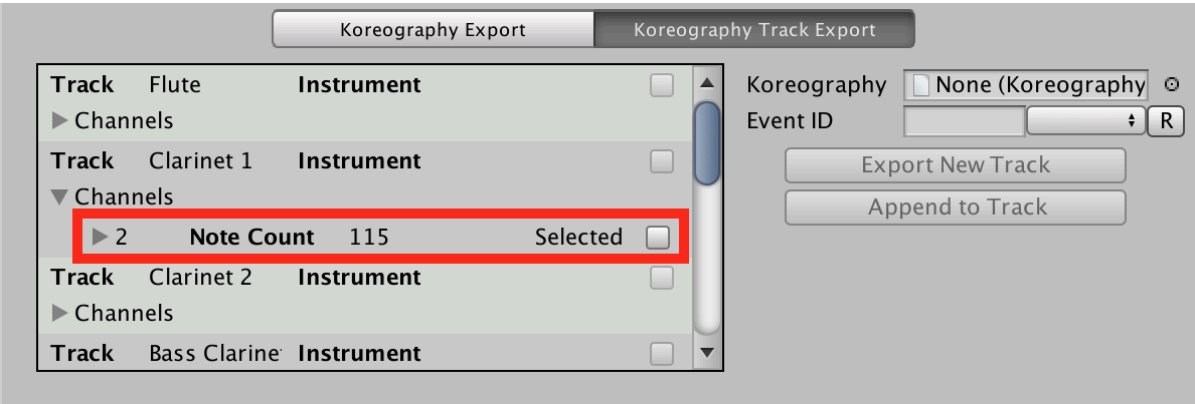 Koreography Export Koreography Track Export
Track Flute Instrument
Channels
Track Clarinet 1 Instrument
Channels
2 Note Count 115 Selected
Track Clarinet 2 Instrument
Channels
Track Bass Clarine Instrument
Koreography None (Koreography
Event ID R
Export New Track
Append to Track